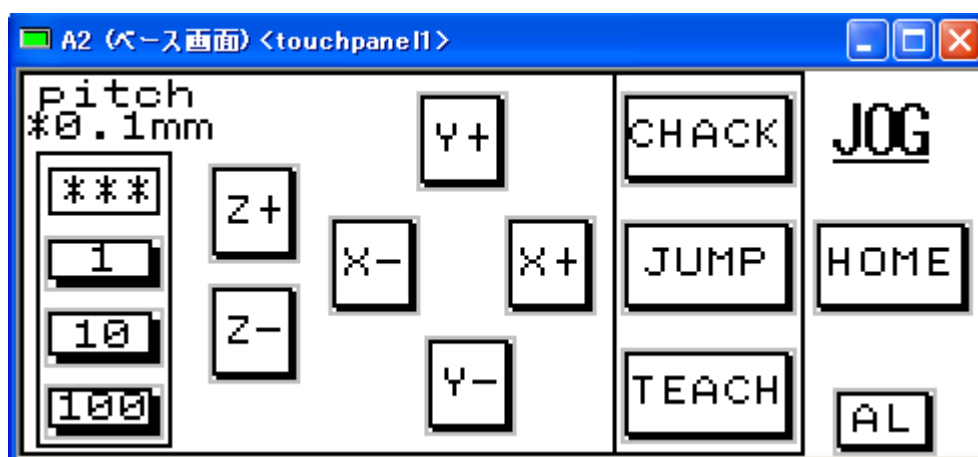 A2 (ベース画面) <touchpanel1>
pitch
*0.1mm
***
1
10
100
Z+
Z-
Y+
X-
X+
Y-
CHACK
JUMP
TEACH
JOG
HOME
AL